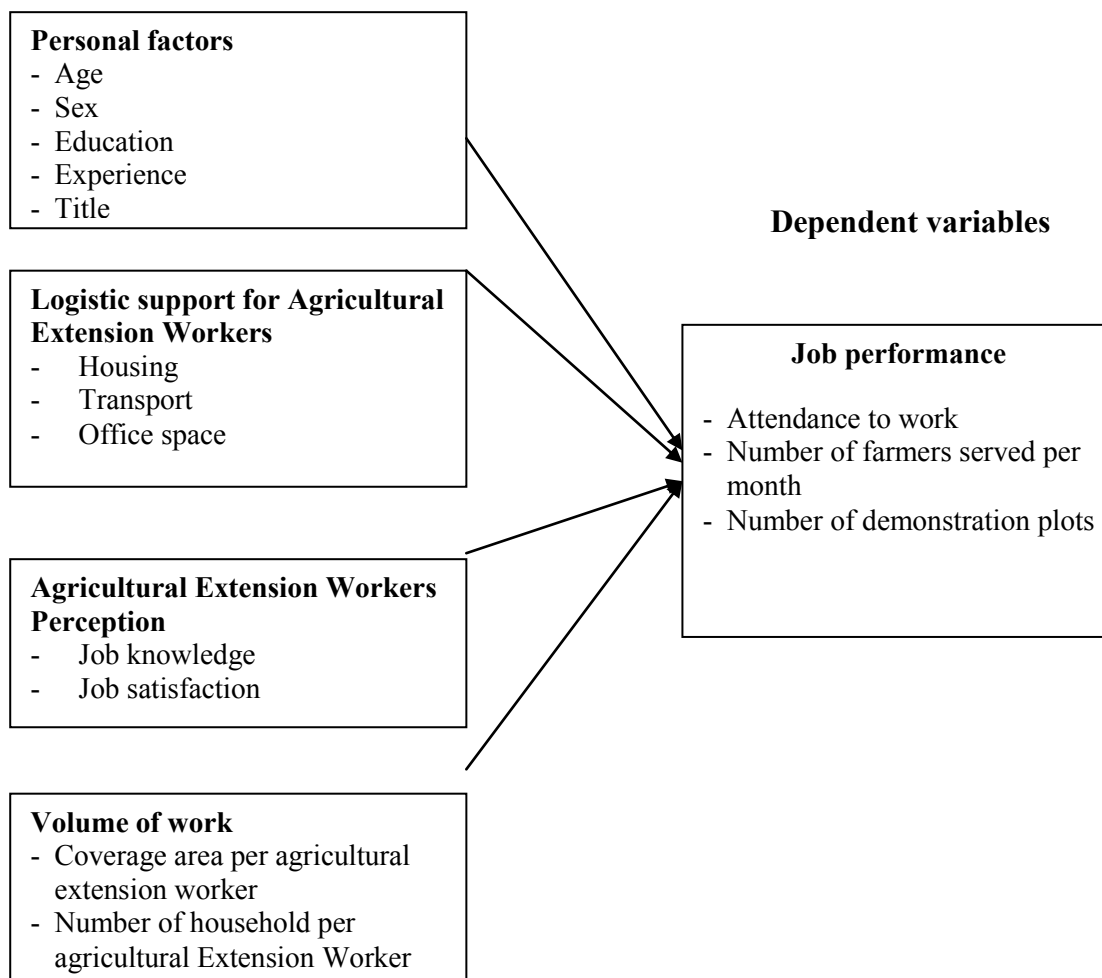 Personal factors
- Age
- Sex
- Education
- Experience
- Title
Logistic support for Agricultural
Extension Workers
- Housing
- Transport
- Office space
Agricultural Extension Workers
Perception
- Job knowledge
- Job satisfaction
Volume of work
- Coverage area per agricultural
extension worker
- Number of household per
agricultural Extension Worker
Dependent variables
Job performance
- Attendance to work
- Number of farmers served per
month
- Number of demonstration plots